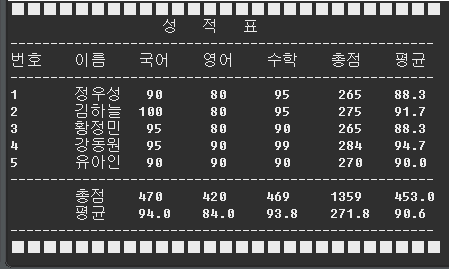 성 적 표
번호 이름 국어 영어 수학 총점 평균
1 정우성 90 80 95 265 88.3
2 김하늘 100 80 95 275 91.7
3 황정민 95 80 90 265 88.3
4 강동원 95 90 99 284 94.7
5 유아인 90 90 90 270 90.0
총점 470 420 469 1359 453.0
평균 94.0 84.0 93.8 271.8 90.6